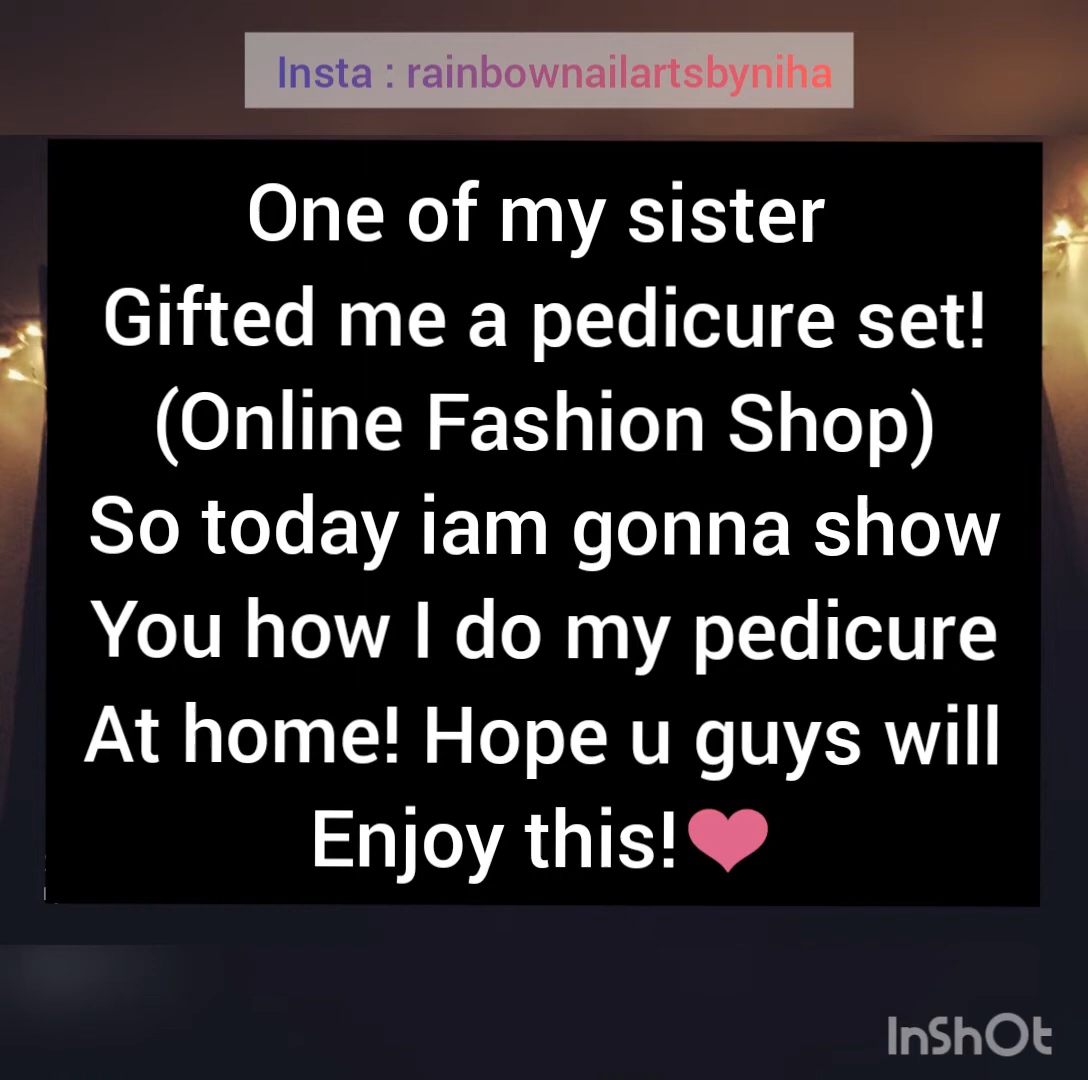 Insta : rainbownailartsbyniha
One of my sister
Gifted me a pedicure set!
(Online Fashion Shop)
So today iam gonna show
You how I do my pedicure
At home! Hope u guys will
Enjoy this!❤
InShOt